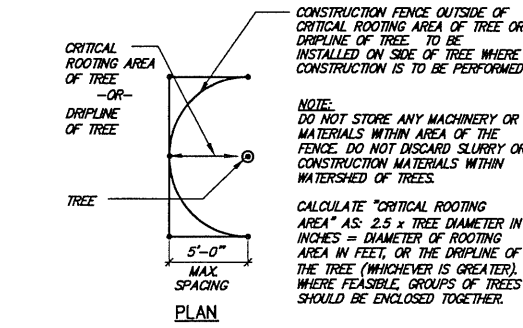 CONSTRUCTION FENCE OUTSIDE OF
CRITICAL ROOTING AREA OF TREE OR
DRIPLINE OF TREE. TO BE
INSTALLED ON SIDE OF TREE WHERE
CONSTRUCTION IS TO BE PERFORMED
CRITICAL
ROOTING AREA
OF TREE
-OR-
DRIPLINE
OF TREE
TREE
5'-0"
MAX.
SPACING
PLAN
NOTE:
DO NOT STORE ANY MACHINERY OR
MATERIALS WITHIN AREA OF THE
FENCE. DO NOT DISCARD SLURRY OR
CONSTRUCTION MATERIALS WITHIN
WATERSHED OF TREES.
CALCULATE "CRITICAL ROOTING
AREA" AS: 2.5 x TREE DIAMETER IN
INCHES = DIAMETER OF ROOTING
AREA IN FEET, OR THE DRIPLINE OF
THE TREE (WHICHEVER IS GREATER).
WHERE FEASIBLE, GROUPS OF TREES
SHOULD BE ENCLOSED TOGETHER.